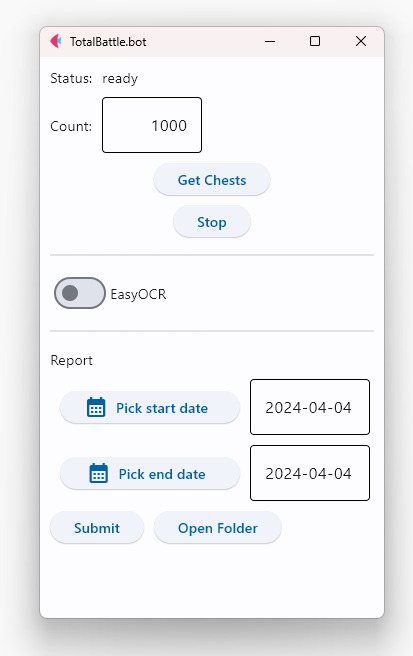 TotalBattle.bot
Status: ready
Count: 1000
Get Chests
Stop
EasyOCR
Report
Pick start date 2024-04-04
Pick end date 2024-04-04
Submit Open Folder